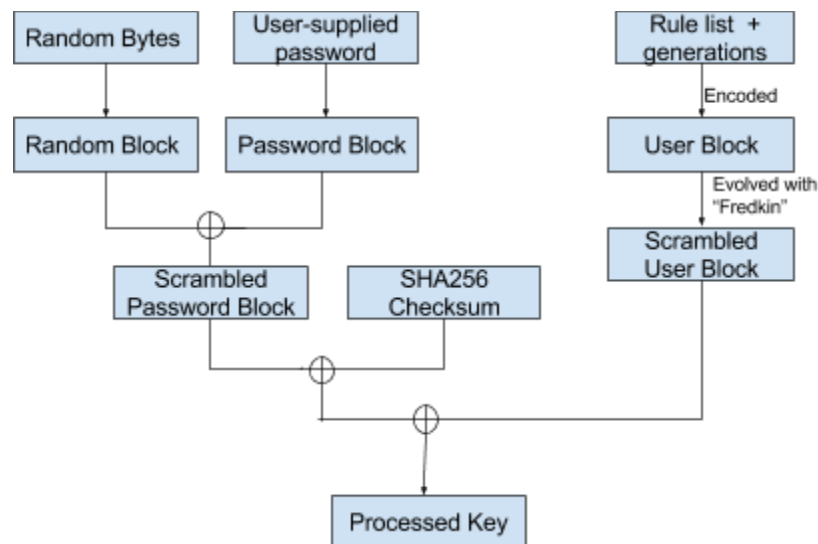 Random Bytes
User-supplied
password
Rule list +
generations
Encoded
Random Block
Password Block
User Block
Evolved with
“Fredkin”
Scrambled
User Block
Scrambled
Password Block
SHA256
Checksum
Processed Key